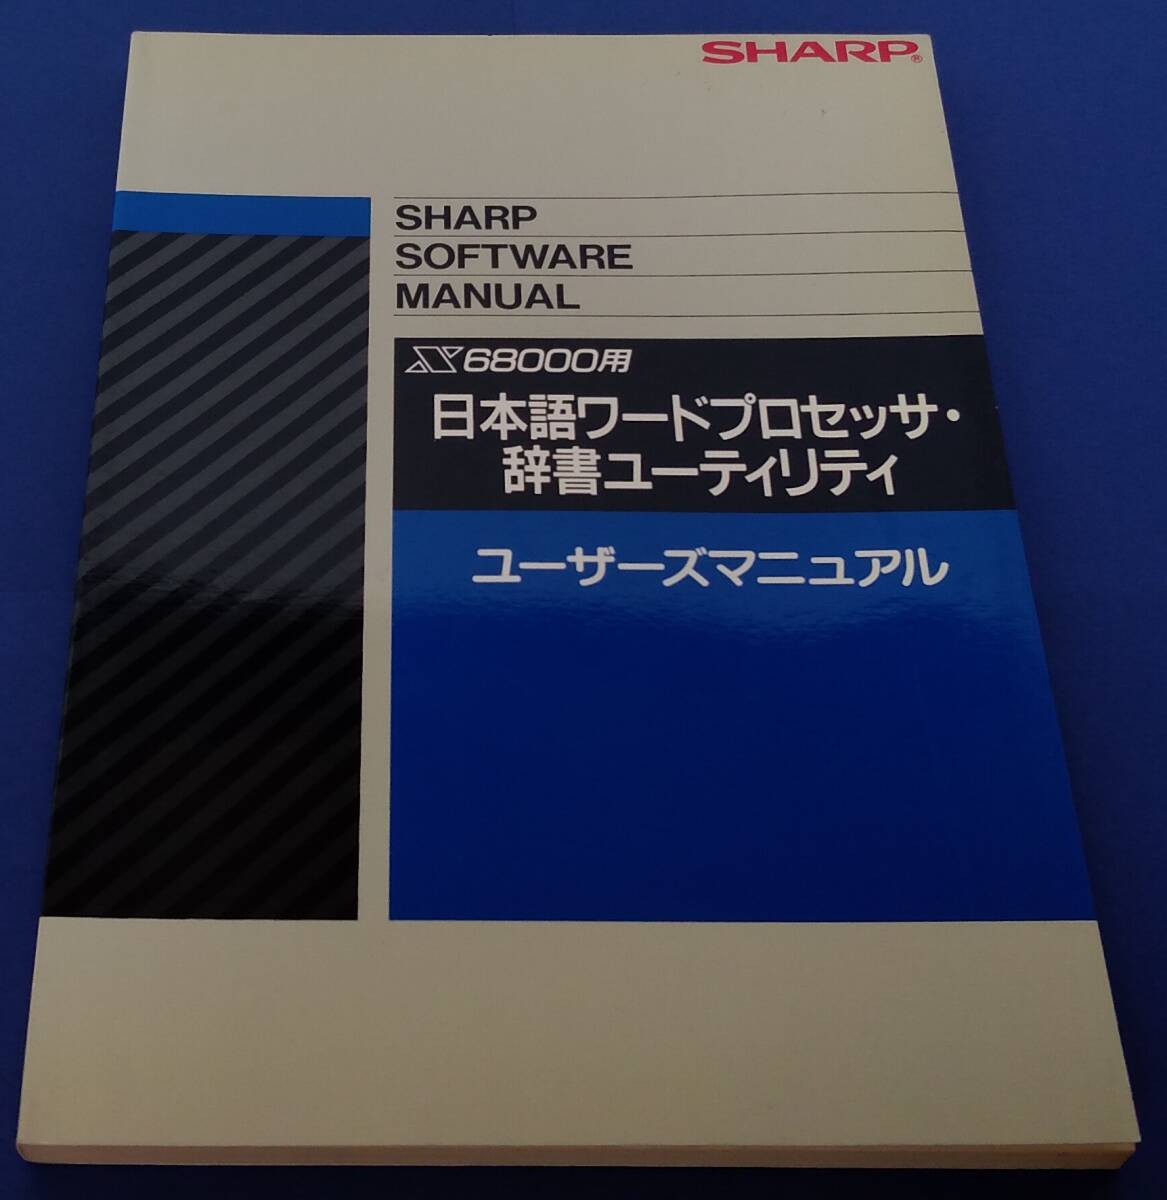 SHARP®
SHARP
SOFTWARE
MANUAL
X68000用
日本語ワードプロセッサ・
辞書ユーティリティ
ユーザーズマニュアル